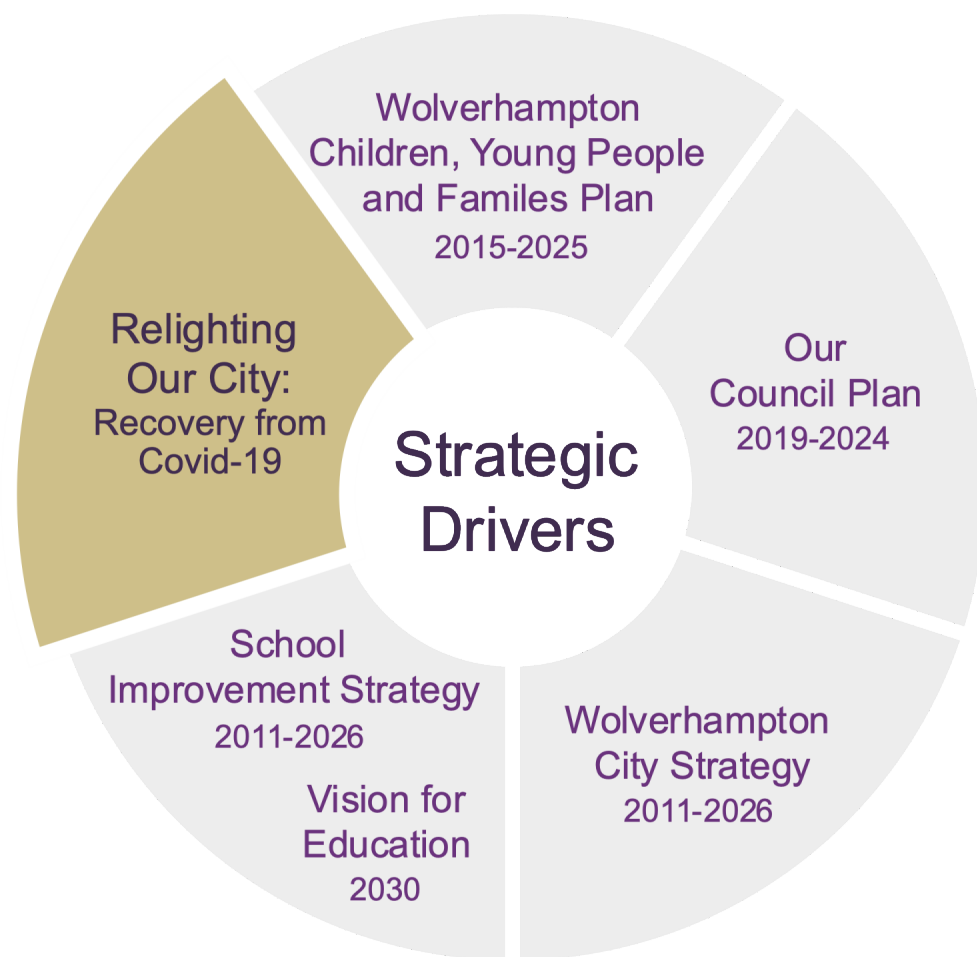 Strategic
Drivers
Wolverhampton
Children, Young People
and Familes Plan
2015-2025
Our
Council Plan
2019-2024
Wolverhampton
City Strategy
2011-2026
School
Improvement Strategy
2011-2026
Vision for
Education
2030
Relighting
Our City:
Recovery from
Covid-19